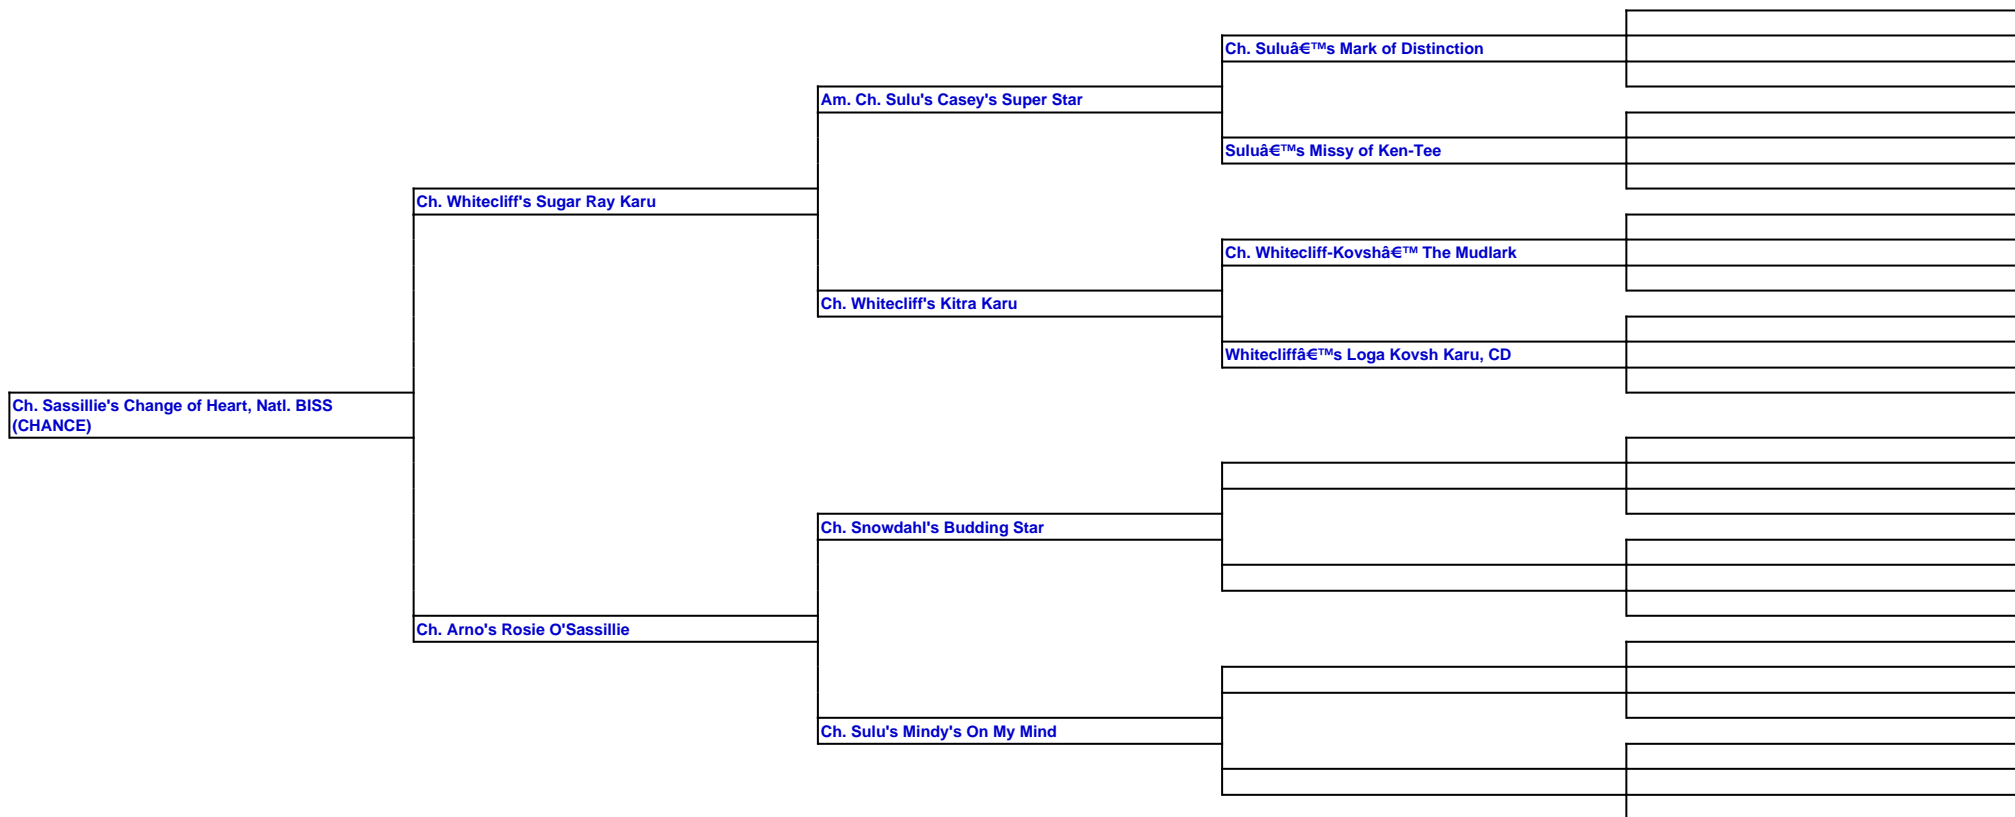 Ch. Suluâ€™s Mark of Distinction
Am. Ch. Sulu's Casey's Super Star
Suluâ€™s Missy of Ken-Tee
Ch. Whitecliff's Sugar Ray Karu
Ch. Whitecliff-Kovshâ€™ The Mudlark
Ch. Whitecliff's Kitra Karu
Whitecliffâ€™s Loga Kovsh Karu, CD
Ch. Sassillie's Change of Heart, Natl. BISS
(CHANCE)
Ch. Snowdahl's Budding Star
Ch. Arno's Rosie O'Sassillie
Ch. Sulu's Mindy's On My Mind